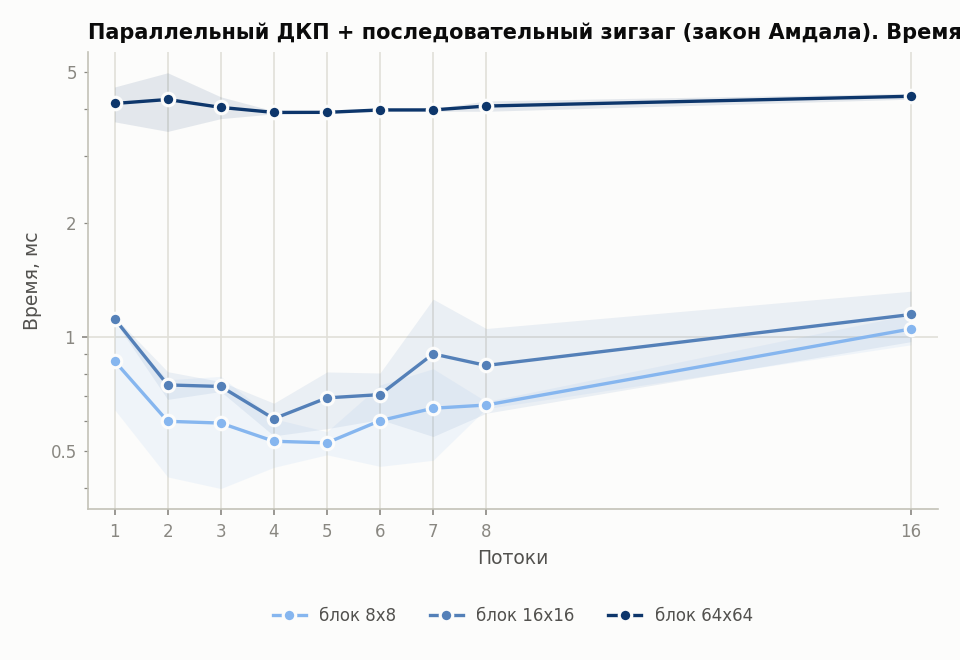 Параллельный ДКП + последовательный зигзаг (закон Амдала). Время
5
2
1
0.5
Время, мс
1 2 3 4 5 6 7 8 16
Потоки
блок 8x8 блок 16x16 блок 64x64